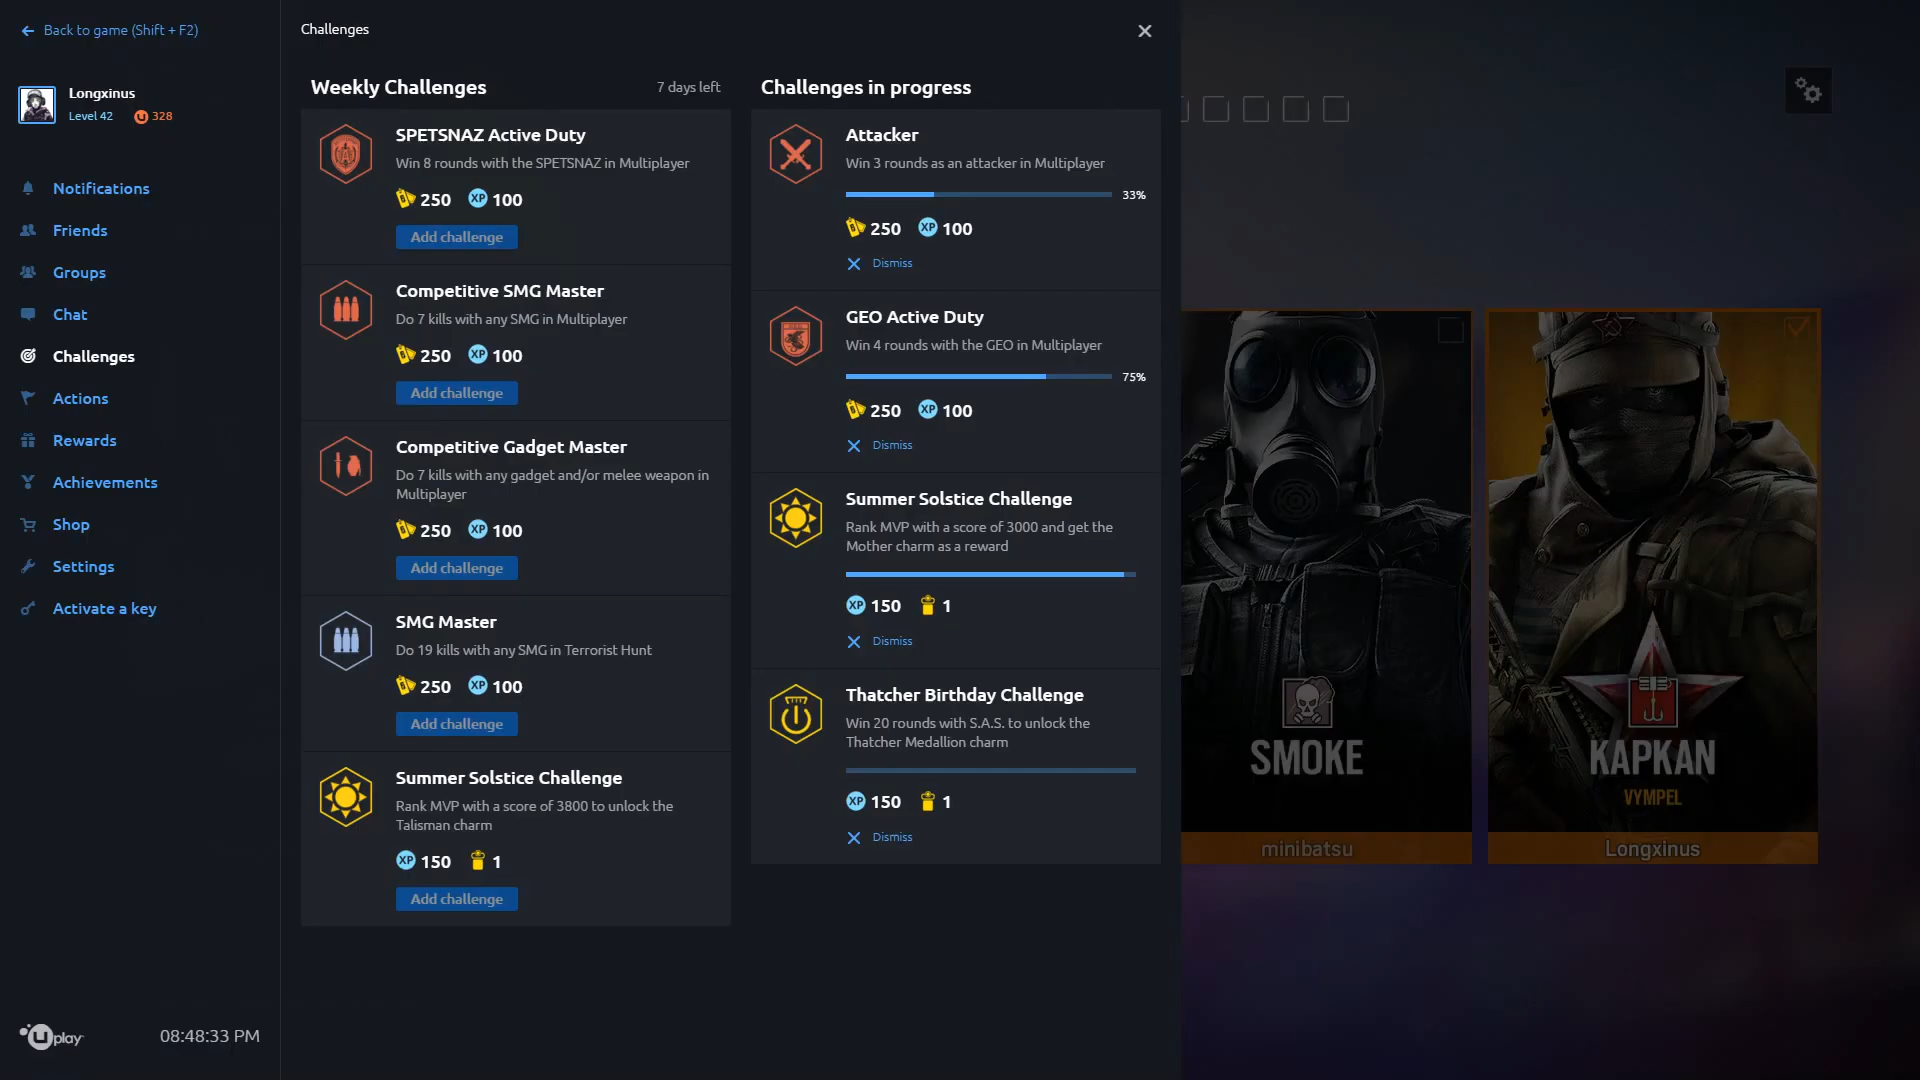 Back to game (Shift + F2)
Longxinus
Level 42 328
Notifications
Friends
Groups
Chat
Challenges
Actions
Rewards
Achievements
Shop
Settings
Activate a key
uplay
08:48:33 PM
Challenges
Weekly Challenges 7 days left
SPETSNAZ Active Duty
Win 8 rounds with the SPETSNAZ in Multiplayer
250 XP 100
Add challenge
Competitive SMG Master
Do 7 kills with any SMG in Multiplayer
250 XP 100
Add challenge
Competitive Gadget Master
Do 7 kills with any gadget and/or melee weapon in
Multiplayer
250 XP 100
Add challenge
SMG Master
Do 19 kills with any SMG in Terrorist Hunt
250 XP 100
Add challenge
Summer Solstice Challenge
Rank MVP with a score of 3800 to unlock the
Talisman charm
XP 150 1
Add challenge
Challenges in progress
Attacker
Win 3 rounds as an attacker in Multiplayer
33%
250 XP 100
Dismiss
GEO Active Duty
Win 4 rounds with the GEO in Multiplayer
75%
250 XP 100
Dismiss
Summer Solstice Challenge
Rank MVP with a score of 3000 and get the
Mother charm as a reward
XP 150 1
Dismiss
Thatcher Birthday Challenge
Win 20 rounds with S.A.S. to unlock the
Thatcher Medallion charm
XP 150 1
Dismiss
SMOKE
minibatsu
KAPKAN
VYMPEL
Longxinus